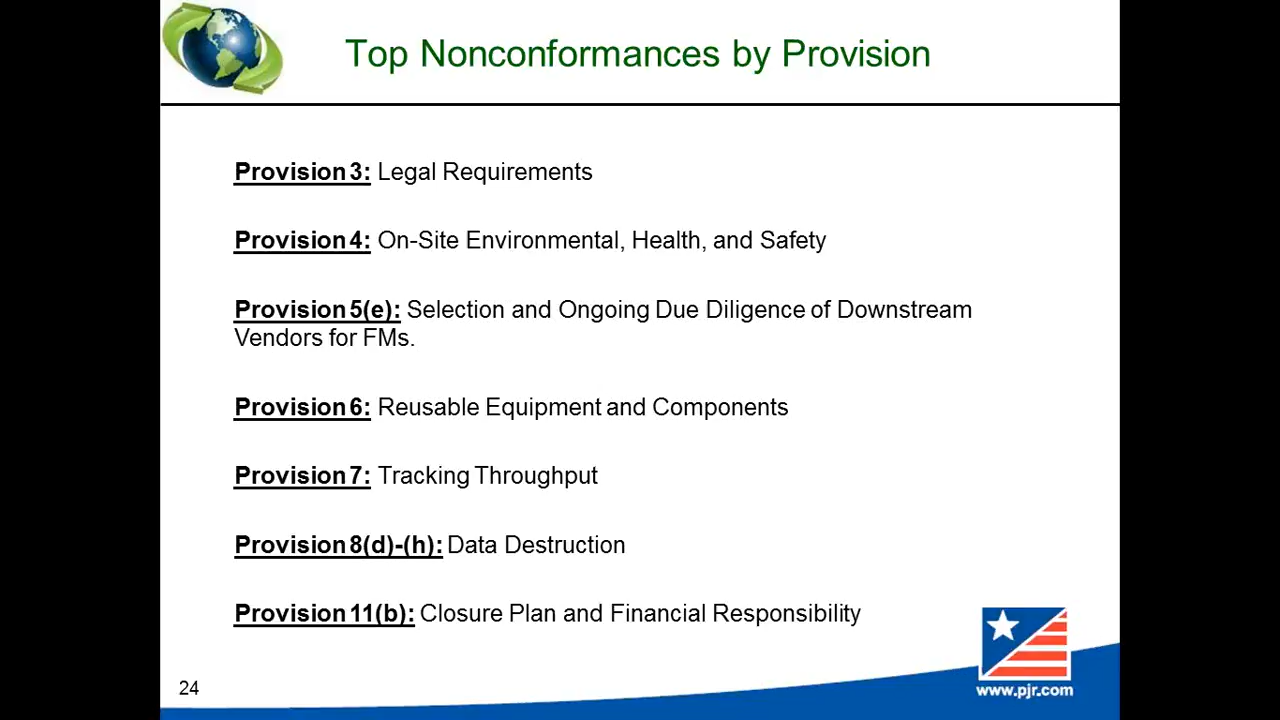 Top Nonconformances by Provision
Provision 3: Legal Requirements
Provision 4: On-Site Environmental, Health, and Safety
Provision 5(e): Selection and Ongoing Due Diligence of Downstream
Vendors for FMs.
Provision 6: Reusable Equipment and Components
Provision 7: Tracking Throughput
Provision 8(d)-(h): Data Destruction
Provision 11(b): Closure Plan and Financial Responsibility
24
www.pjr.com